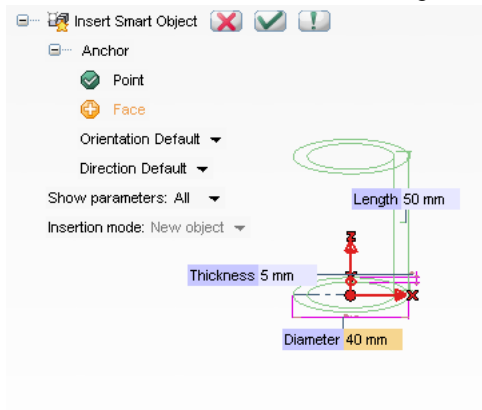 Insert Smart Object
Anchor
Point
Face
Orientation Default
Direction Default
Show parameters: All
Length 50 mm
Insertion mode: New object
Z
Thickness 5 mm
X
Diameter 40 mm